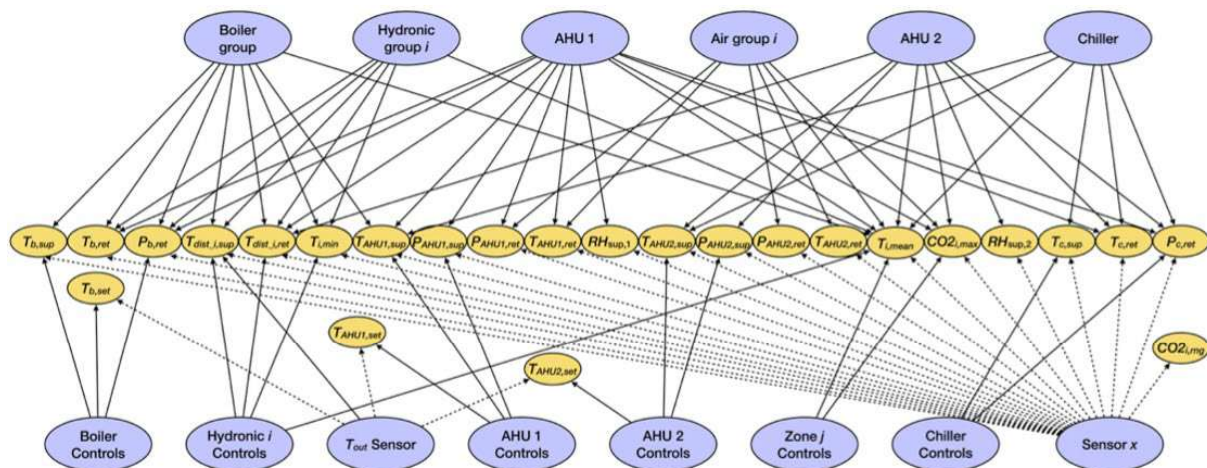 Boiler
group
Hydronic
group i
AHU 1
Air group i
AHU 2
Chiller
Tb,sup
Tb,ret
Pb,ret
Tdist_i,sup
Tdist_i,ret
Ti,min
TAHU1,sup
PAHU1,sup
PAHU1,ret
TAHU1,ret
RHsup,1
TAHU2,sup
PAHU2,sup
PAHU2,ret
TAHU2,ret
Ti,mean
CO2i,max
RHsup,2
Tc,sup
Tc,ret
Pc,ret
Tb,set
TAHU1,set
TAHU2,set
CO2i,rng
Boiler
Controls
Hydronic i
Controls
Tout Sensor
AHU 1
Controls
AHU 2
Controls
Zone j
Controls
Chiller
Controls
Sensor x